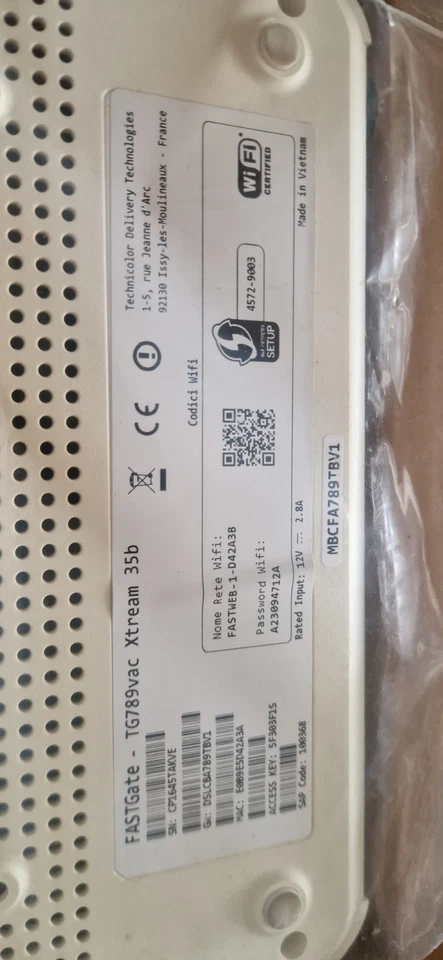 FASTGate - TG789vac Xtream 35b
Technicolor Delivery Technologies
1-5, rue Jeanne d'Arc
92130 Issy-les-Moulineaux - France
CE
SN: CP1645TAKVE
GW: DSLCBA789TBV1
MAC: E0B9E5D42A3A
ACCESS KEY: 5F303F15
SAP Code: 100368
Codici Wifi
Nome Rete Wifi:
FASTWEB-1-D42A3B
Password Wifi:
A23094712A
SETUP
4572-9003
Wi Fi
CERTIFIED
Rated Input: 12V ⎓ 2.8A
Made in Vietnam
MBCFA789TBV1